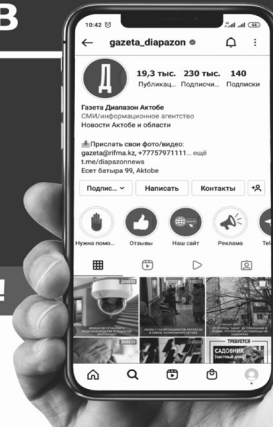 В
10:42
gazeta_diapazon
Д
19,3 тыс. 230 тыс. 140
Публикац... Подписчи... Подписки
Газета Диапазон Актобе
СМИ/информационное агентство
Новости Актобе и области
Прислать свои фото/видео:
gazeta@rifma.kz, +77757971111... ещё
t.me/diapazonnews
Есет батыра 99, Aktobe
Подпис... Написать Контакты
Нужна помо... Отзывы Наш сайт Реклама Tel
!
ТРЕБУЕТСЯ
САДОВНИК